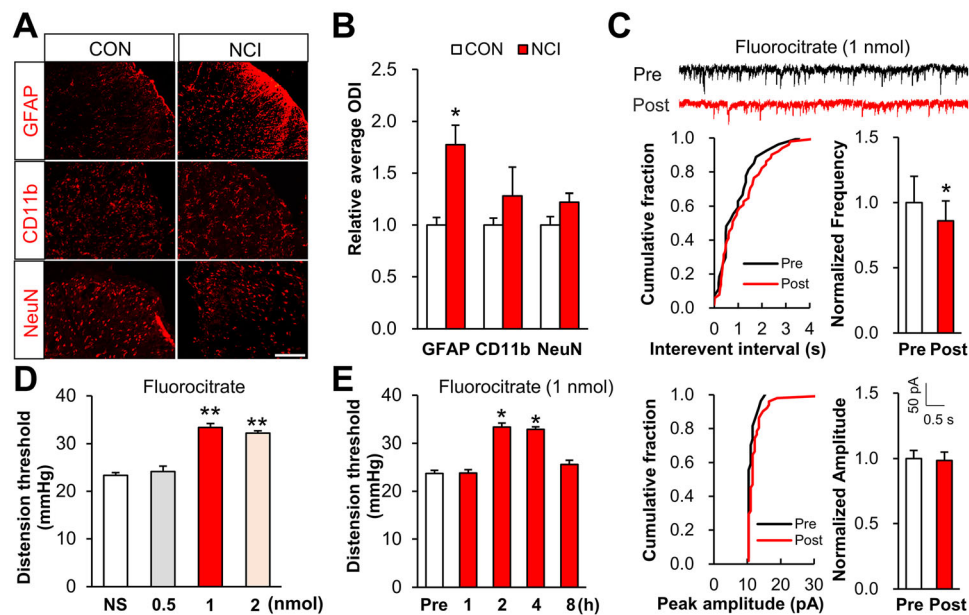 A
CON
NCI
GFAP
CD11b
NeuN
B
CON NCI
Relative average ODI
2.5
2.0
1.5
1.0
0.5
0.0
*
GFAP CD11b NeuN
C
Fluorocitrate (1 nmol)
Pre
Post
Cumulative fraction
1.0
0.8
0.6
0.4
0.2
0.0
Pre
Post
0 1 2 3 4
Interevent interval (s)
Normalized Frequency
1.5
1.0
0.5
0.0
*
Pre Post
Cumulative fraction
1.0
0.8
0.6
0.4
0.2
0.0
Pre
Post
0 10 20 30
Peak amplitude (pA)
Normalized Amplitude
1.5
1.0
0.5
0.0
50 pA
0.5 s
Pre Post
D
Fluorocitrate
Distension threshold
(mmHg)
40
30
20
10
0
**
**
NS 0.5 1 2 (nmol)
E
Fluorocitrate (1 nmol)
Distension threshold
(mmHg)
40
30
20
10
0
*
*
Pre 1 2 4 8 (h)